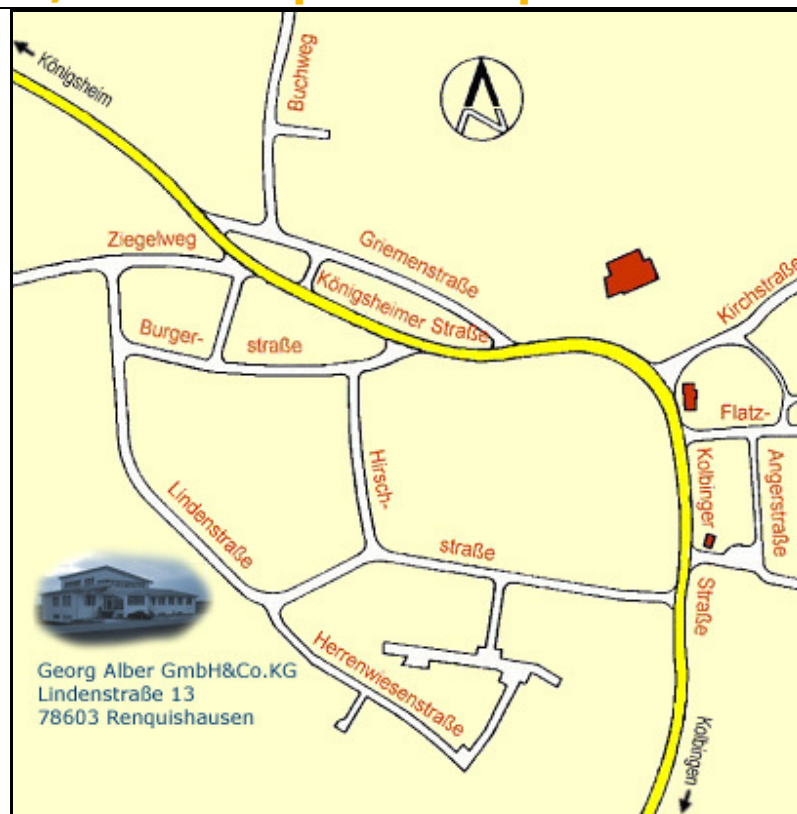 Königsheim
Buchweg
Ziegelweg
Griemenstraße
Königsheimer Straße
Kirchstraße
Burger-
straße
Flatz-
Kolbinger
Straße
Angerstraße
Hirsch-
straße
Lindenstraße
Herrenwiesenstraße
Georg Alber GmbH&Co.KG
Lindenstraße 13
78603 Renquishausen
Kolbingen